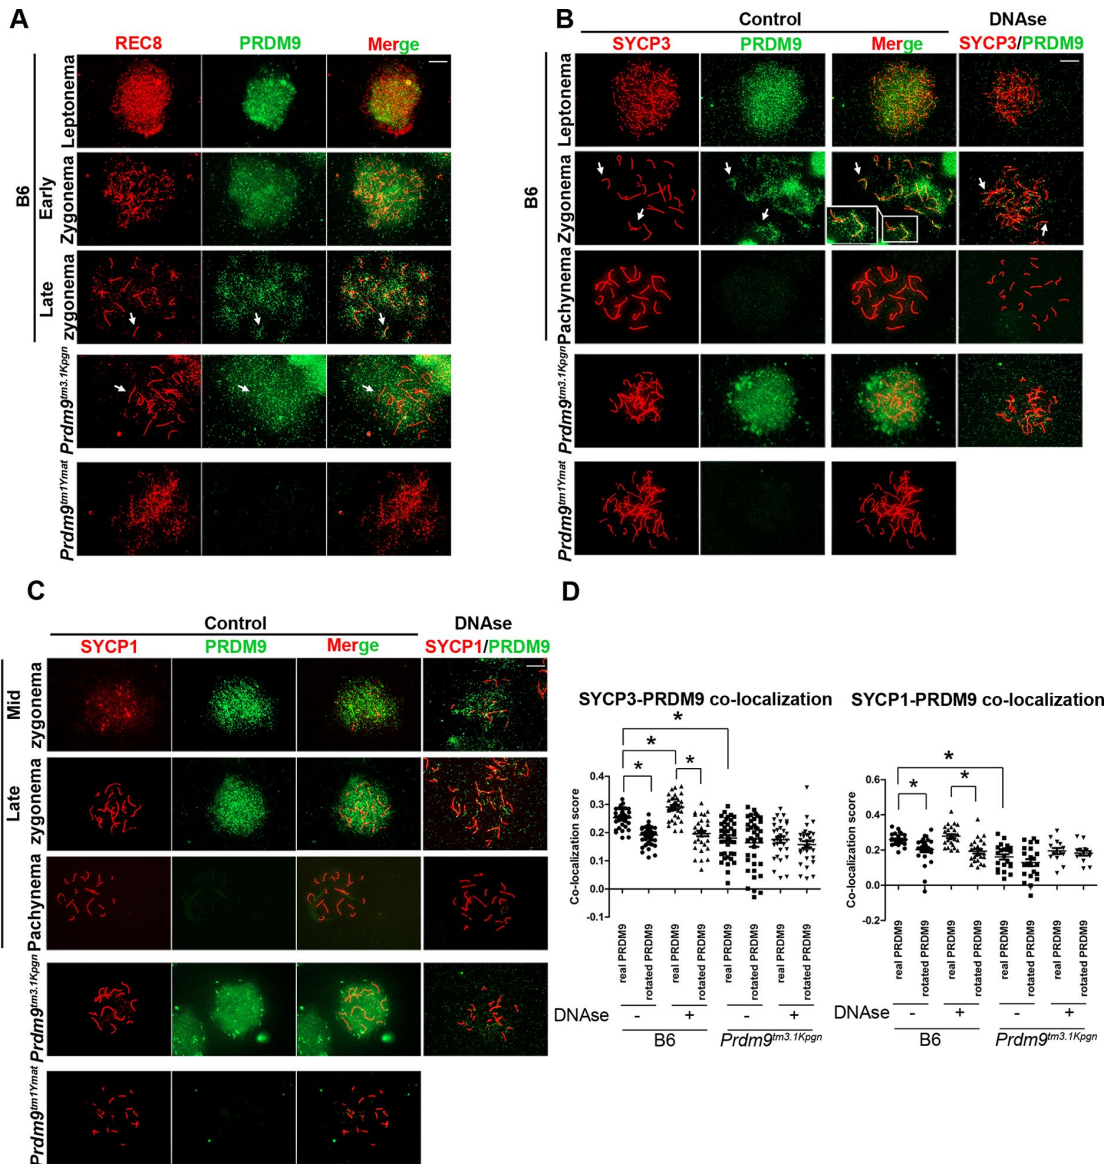 A
REC8 PRDM9 Merge
B6
Leptonema
Early
Zygonema
Late
zygonema
Prdm9tm3.1Kpgn
Prdm9tm1Ymat
B
Control DNAse
SYCP3 PRDM9 Merge SYCP3/PRDM9
B6
Leptonema
Zygonema
Pachynema
Prdm9tm3.1Kpgn
Prdm9tm1Ymat
C
Control DNAse
SYCP1 PRDM9 Merge SYCP1/PRDM9
Mid
zygonema
Late
zygonema
Pachynema
Prdm9tm3.1Kpgn
Prdm9tm1Ymat
D
SYCP3-PRDM9 co-localization
* * * *
Co-localization score
0.4
0.3
0.2
0.1
0.0
-0.1
real PRDM9
rotated PRDM9
real PRDM9
rotated PRDM9
real PRDM9
rotated PRDM9
real PRDM9
rotated PRDM9
DNAse - + - +
B6 Prdm9tm3.1Kpgn
SYCP1-PRDM9 co-localization
* * *
Co-localization score
0.6
0.4
0.2
0.0
-0.2
real PRDM9
rotated PRDM9
real PRDM9
rotated PRDM9
real PRDM9
rotated PRDM9
real PRDM9
rotated PRDM9
DNAse - + - +
B6 Prdm9tm3.1Kpgn